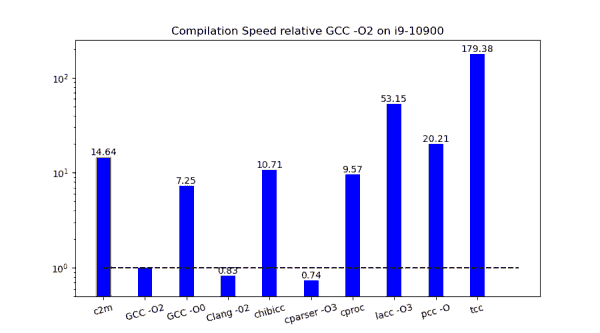 Compilation Speed relative GCC -O2 on i9-10900
179.38
10²
53.15
20.21
14.64
10.71
9.57
10¹
7.25
10⁰
0.83
0.74
c2m
GCC -O2
GCC -O0
Clang -O2
chibicc
cparser -O3
cproc
lacc -O3
pcc -O
tcc